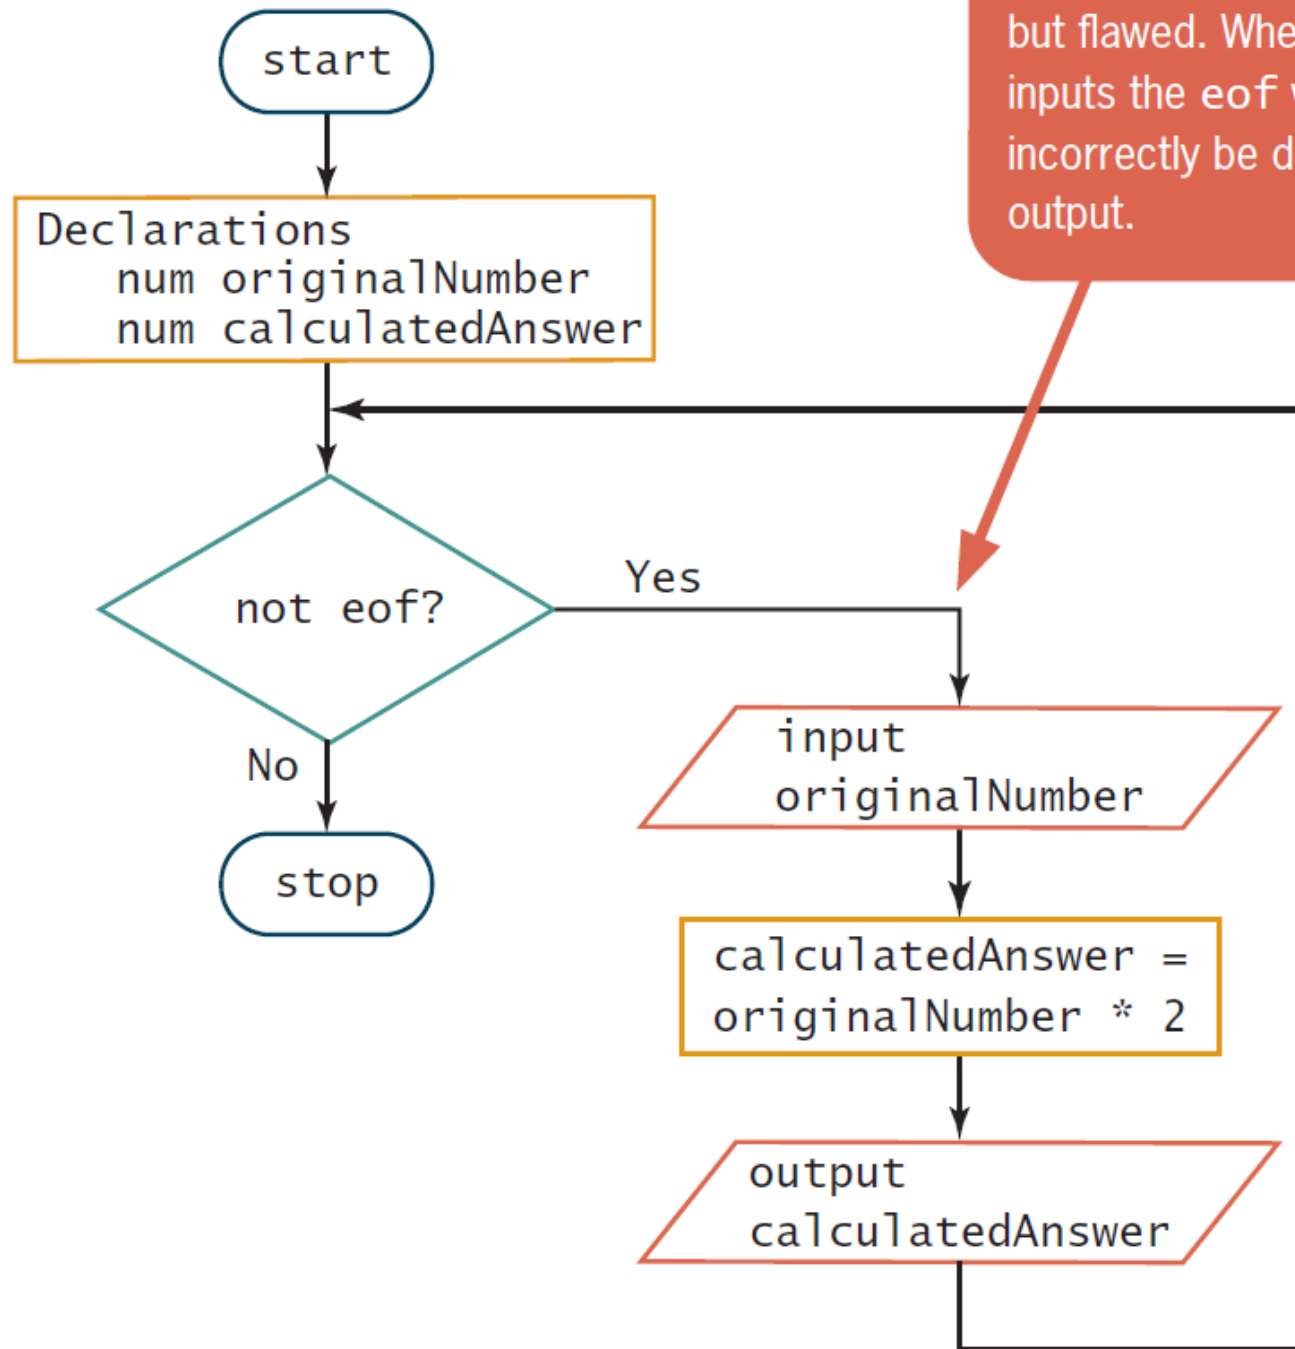 start
but flawed. Whe
inputs the eof
incorrectly be d
output.
Declarations
num originalNumber
num calculatedAnswer
not eof?
Yes
No
stop
input
originalNumber
calculatedAnswer =
originalNumber * 2
output
calculatedAnswer